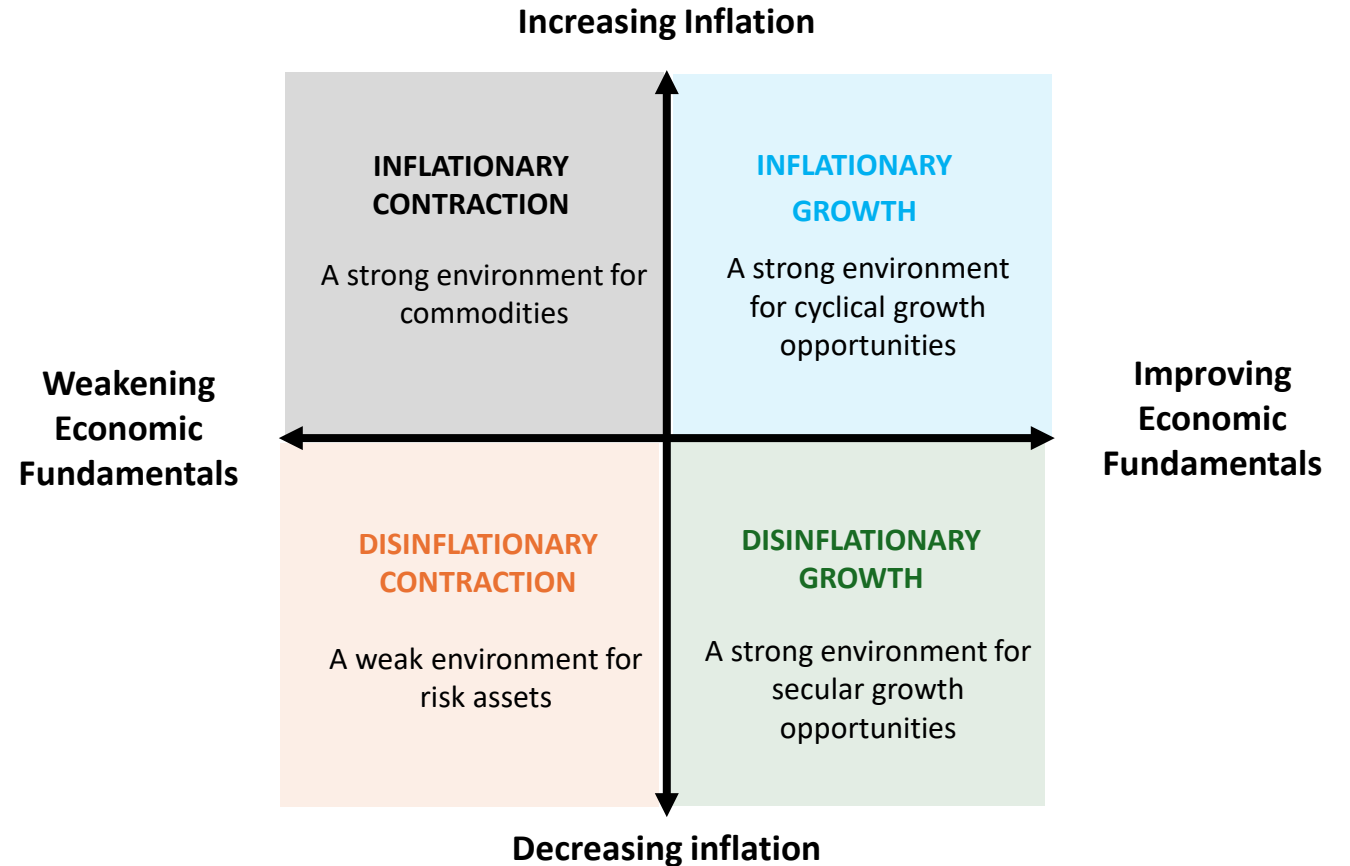 Increasing Inflation
INFLATIONARY
CONTRACTION
A strong environment for
commodities
INFLATIONARY
GROWTH
A strong environment
for cyclical growth
opportunities
Weakening
Economic
Fundamentals
Improving
Economic
Fundamentals
DISINFLATIONARY
CONTRACTION
A weak environment for
risk assets
DISINFLATIONARY
GROWTH
A strong environment for
secular growth
opportunities
Decreasing inflation